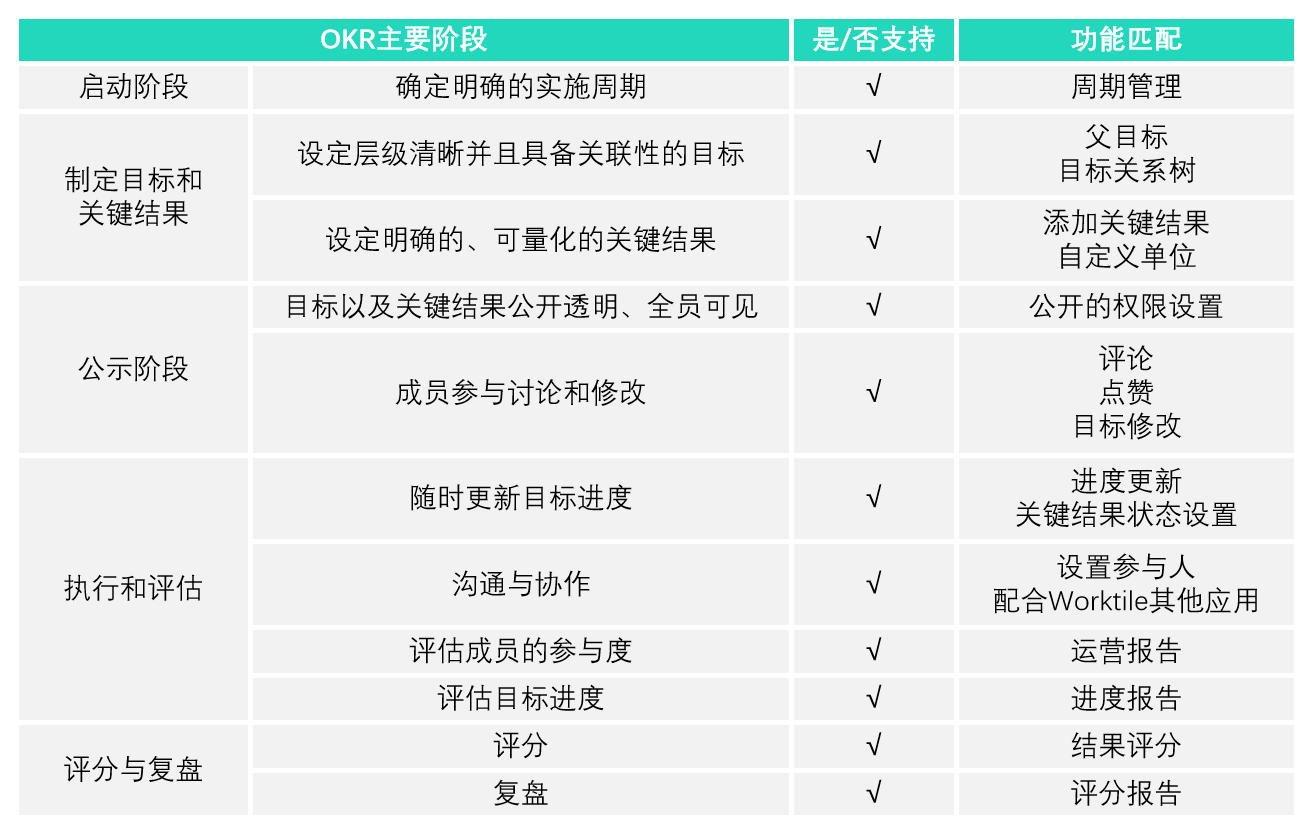 OKR主要阶段
是/否支持
功能匹配
启动阶段
确定明确的实施周期
√
周期管理
制定目标和
关键结果
设定层级清晰并且具备关联性的目标
√
父目标
目标关系树
设定明确的、可量化的关键结果
√
添加关键结果
自定义单位
公示阶段
目标以及关键结果公开透明、全员可见
√
公开的权限设置
成员参与讨论和修改
√
评论
点赞
目标修改
执行和评估
随时更新目标进度
√
进度更新
关键结果状态设置
沟通与协作
√
设置参与人
配合Worktile其他应用
评估成员的参与度
√
运营报告
评估目标进度
√
进度报告
评分与复盘
评分
√
结果评分
复盘
√
评分报告